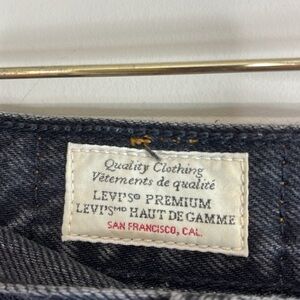 Quality Clothing
Vêtements de qualité
LEVI'S® PREMIUM
LEVI'S MD HAUT DE GAMME
SAN FRANCISCO, CAL.